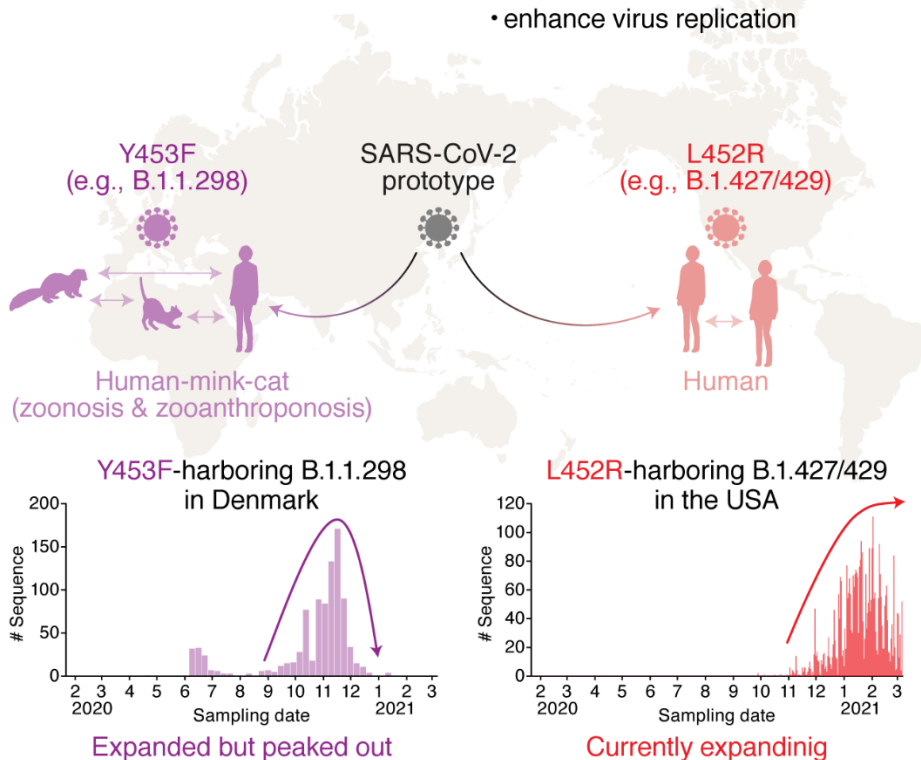 • enhance virus replication
Y453F
(e.g., B.1.1.298)
SARS-CoV-2
prototype
L452R
(e.g., B.1.427/429)
Human-mink-cat
(zoonosis & zooanthroponosis)
Human
Y453F-harboring B.1.1.298
in Denmark
# Sequence
200
150
100
50
0
2 3 4 5 6 7 8 9 10 11 12 1 2 3
2020 Sampling date 2021
Expanded but peaked out
L452R-harboring B.1.427/429
in the USA
# Sequence
120
100
80
60
40
20
0
2 3 4 5 6 7 8 9 10 11 12 1 2 3
2020 Sampling date 2021
Currently expandinig